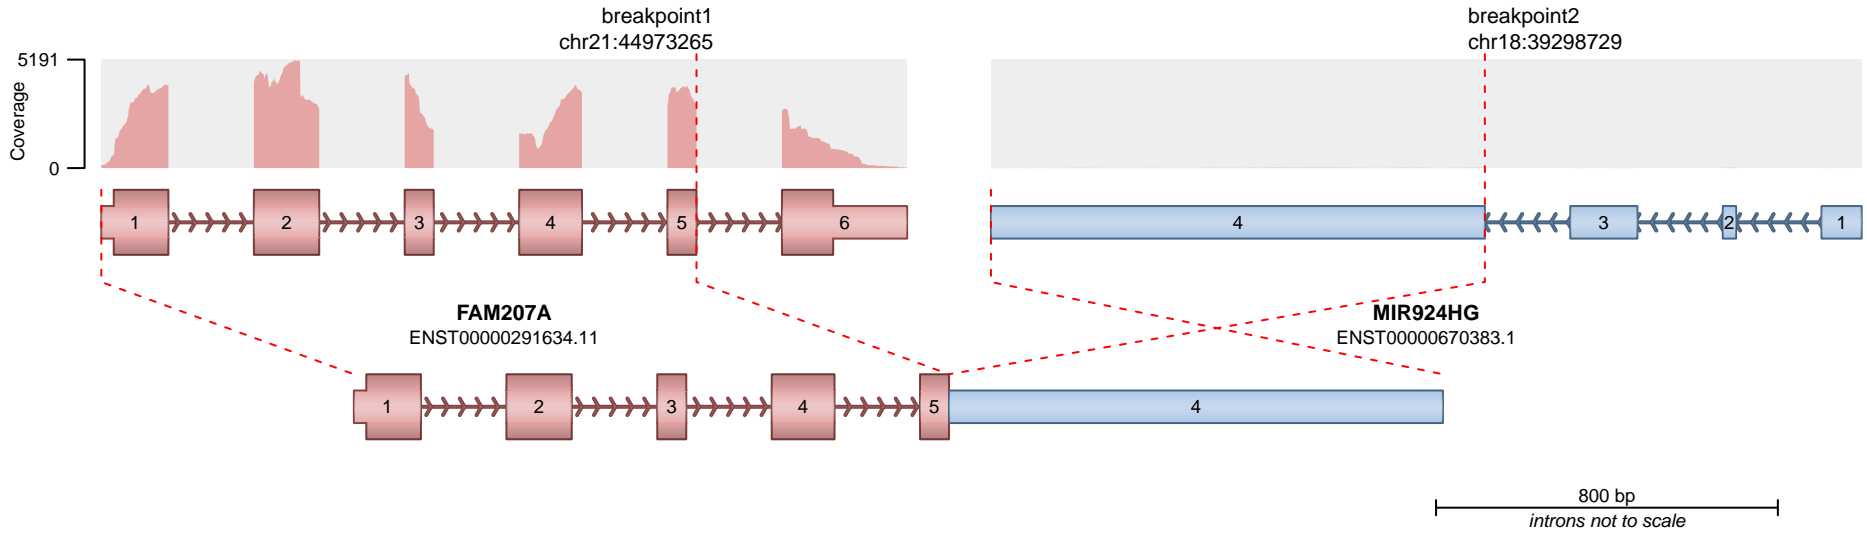 breakpoint1
chr21:44973265
breakpoint2
chr18:39298729
5191
Coverage
0
1 2 3 4 5 6
4 3 2 1
FAM207A
ENST00000291634.11
MIR924HG
ENST00000670383.1
1 2 3 4 5 4
800 bp
introns not to scale